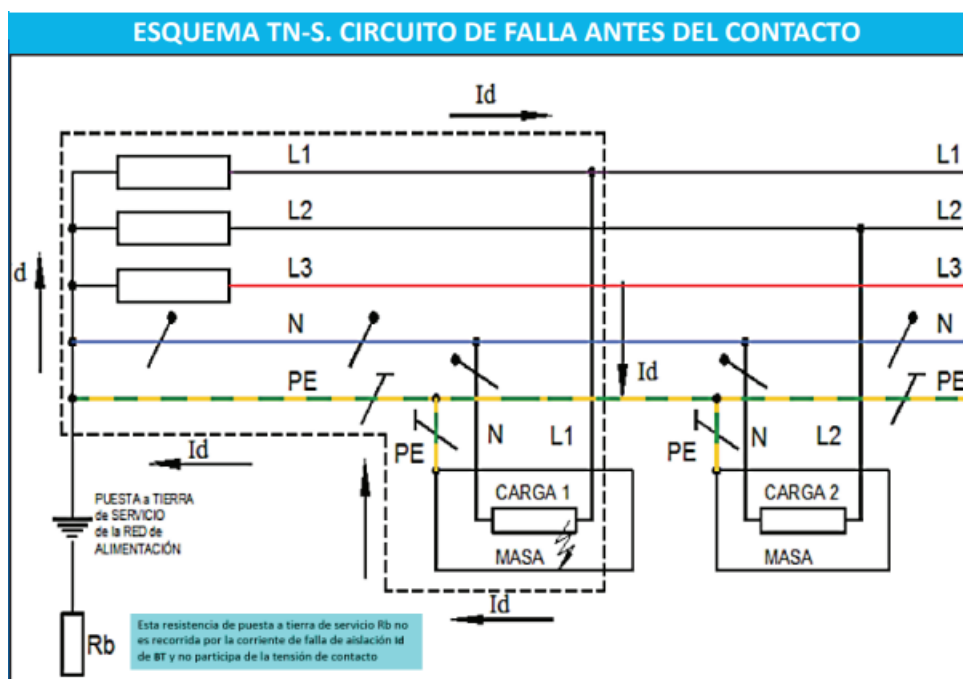 ESQUEMA TN-S. CIRCUITO DE FALLA ANTES DEL CONTACTO
Id
L1 L1
L2 L2
d L3 L3
N N
PE Id PE
PE N L1 PE N L2
Id
PUESTA a TIERRA
de SERVICIO
de la RED de
ALIMENTACIÓN
CARGA 1 CARGA 2
MASA MASA
Id
Rb
Esta resistencia de puesta a tierra de servicio Rb no
es recorrida por la corriente de falla de aislación Id
de BT y no participa de la tensión de contacto